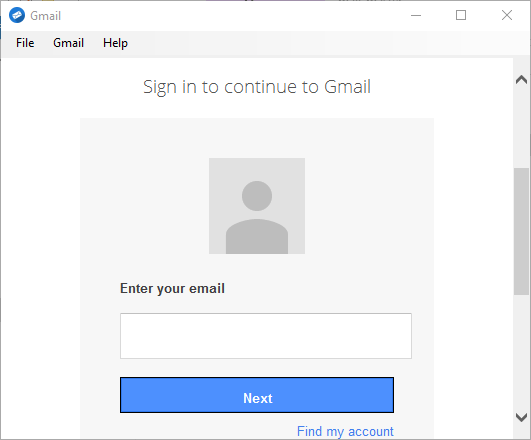 Gmail
File Gmail Help
Sign in to continue to Gmail
Enter your email
Next
Find my account